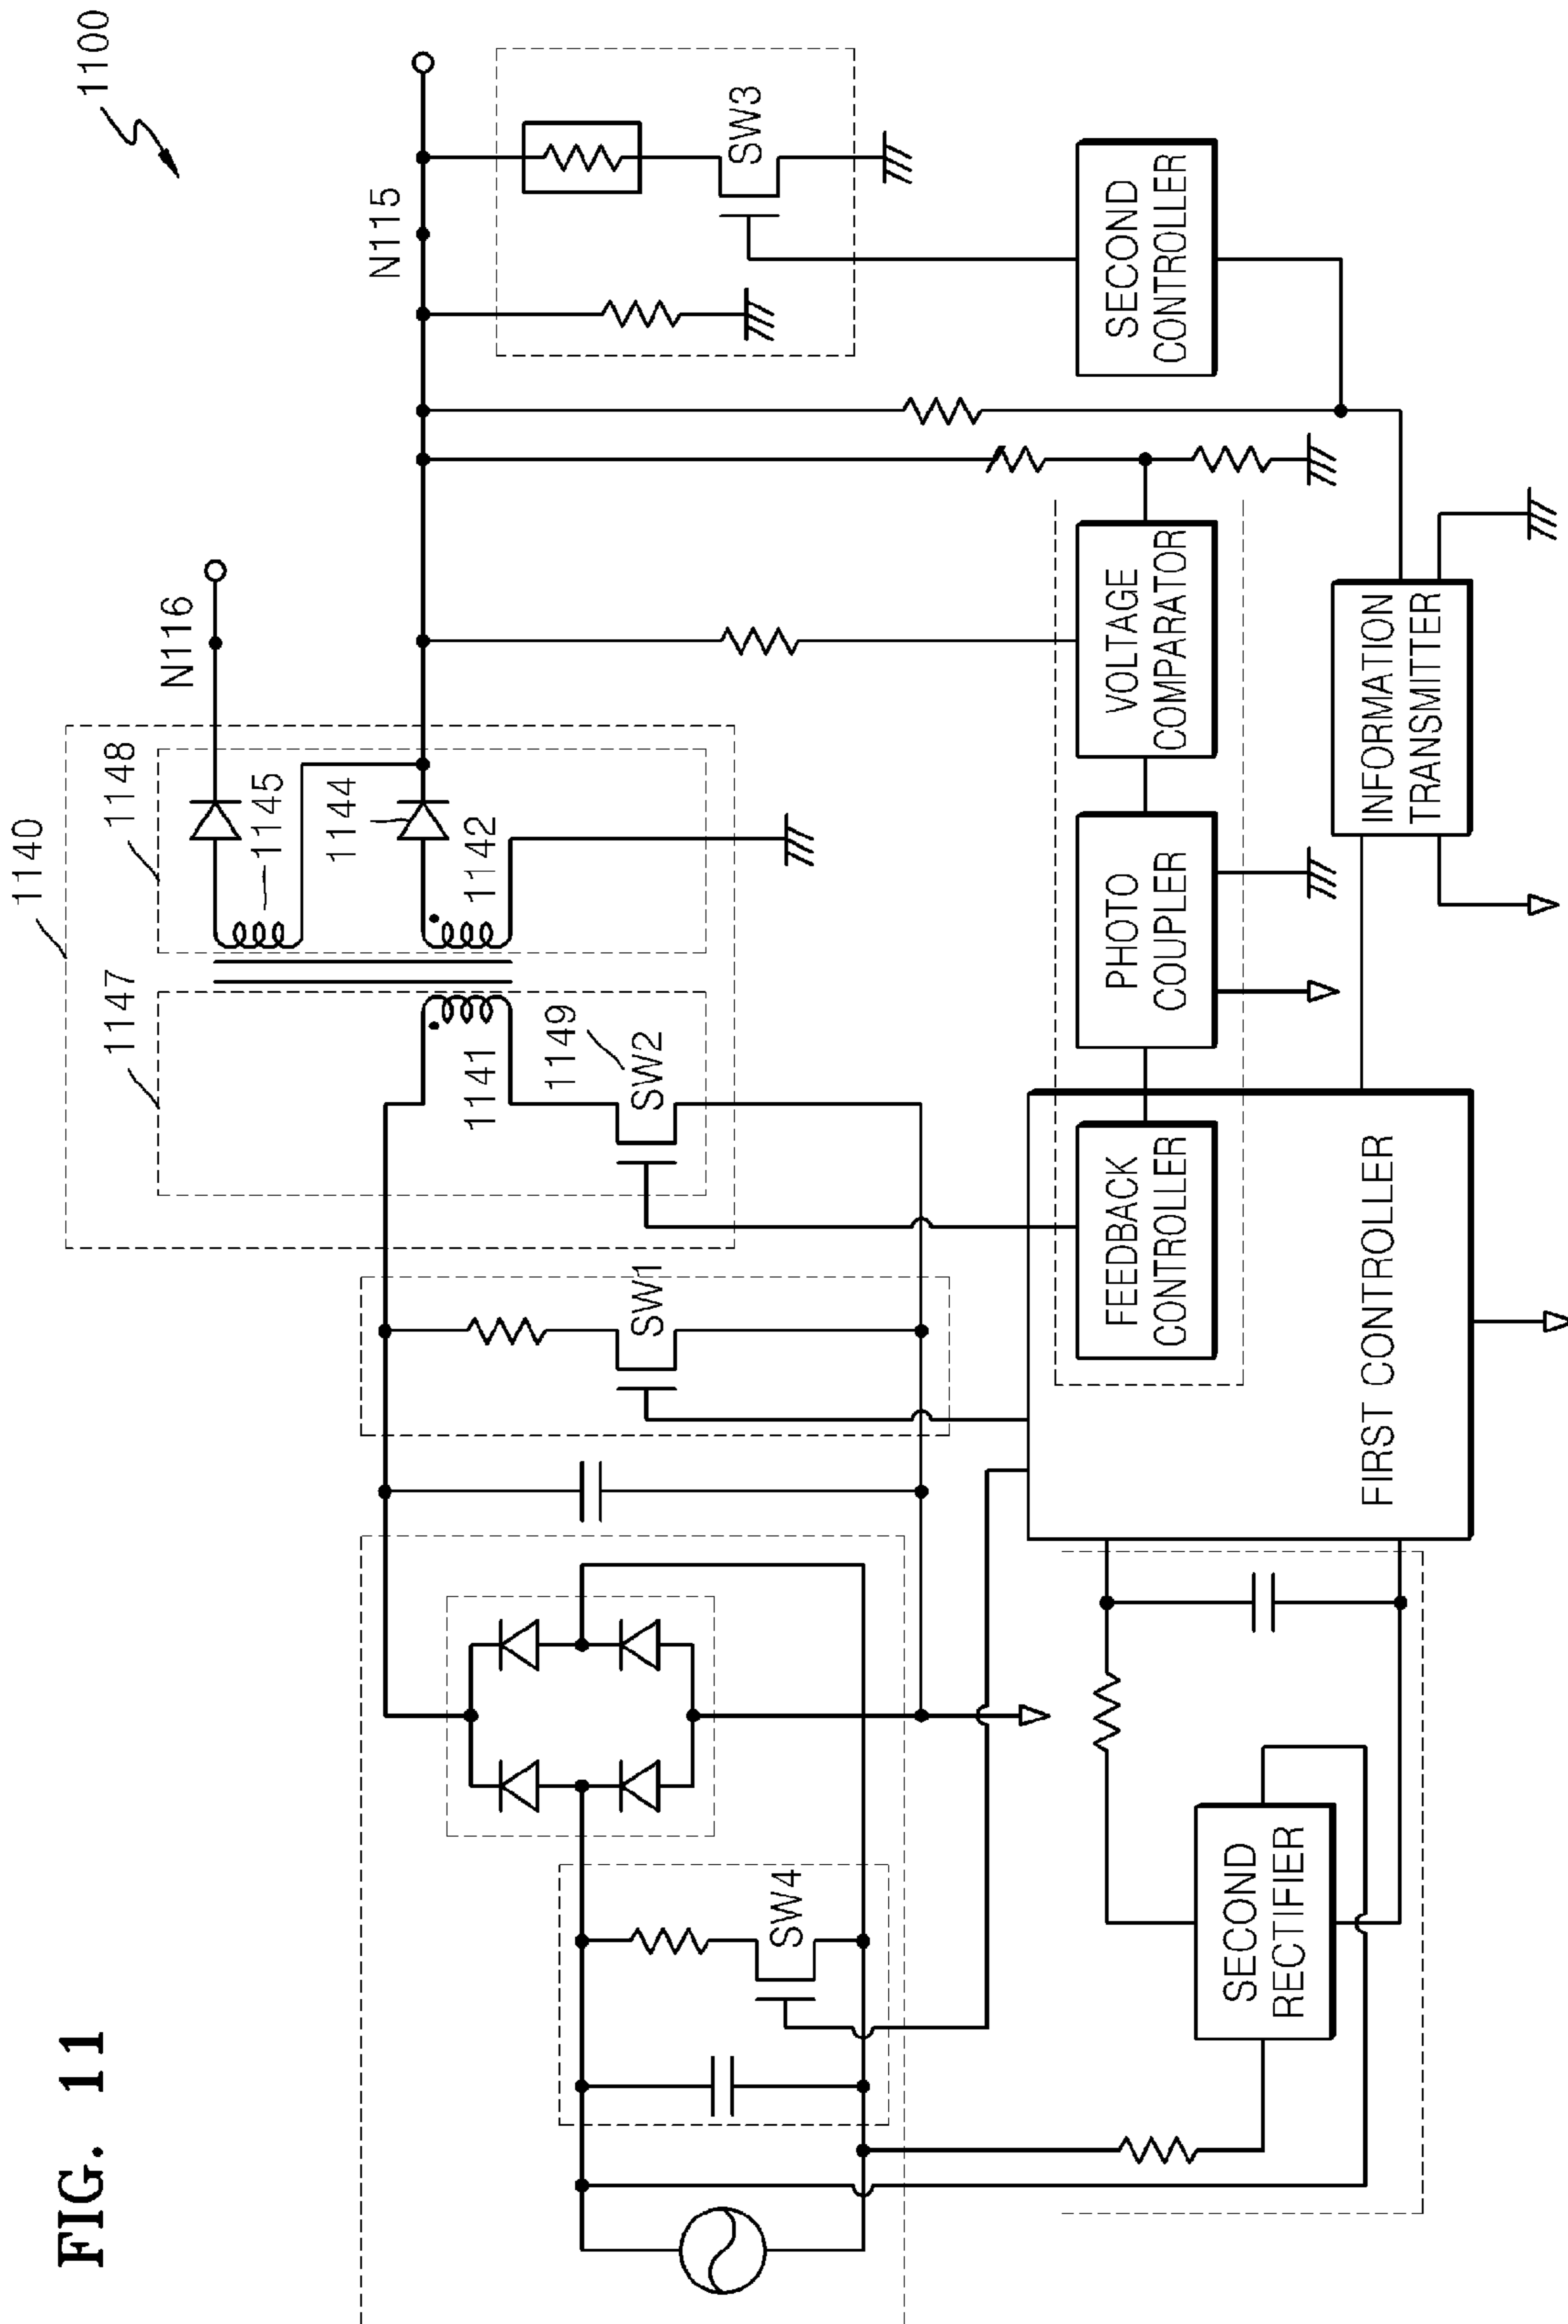 FIG. 11
1100
1140
1147
1148
N116
N115
1145
1144
1142
1141
1149
SW2
SW1
SW4
SW3
SECOND
RECTIFIER
FIRST CONTROLLER
FEEDBACK
CONTROLLER
PHOTO
COUPLER
VOLTAGE
COMPARATOR
INFORMATION
TRANSMITTER
SECOND
CONTROLLER